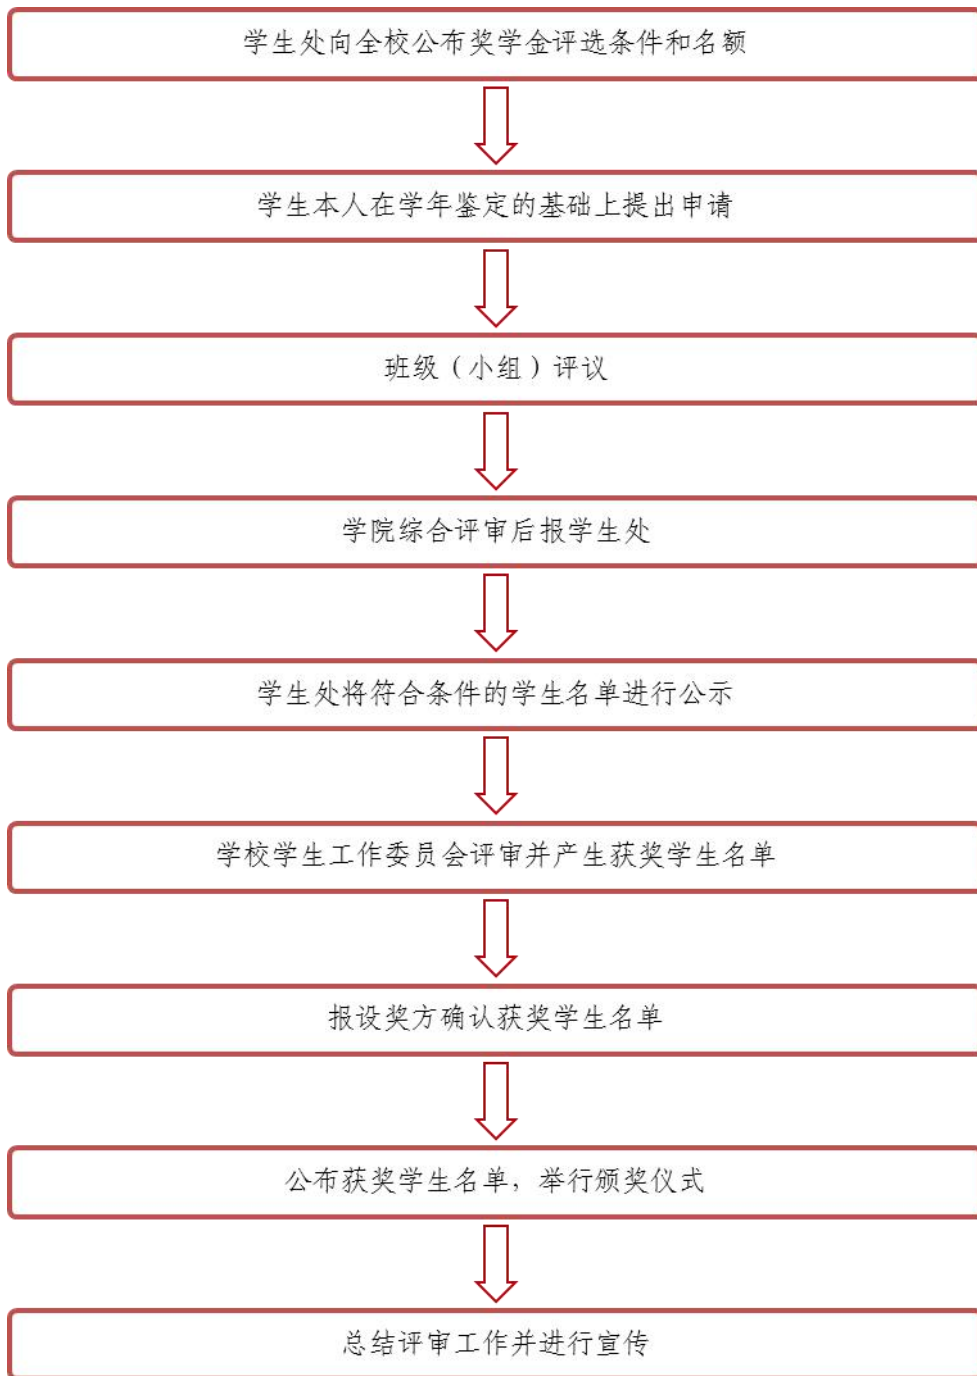 学生处向全校公布奖学金评选条件和名额
学生本人在学年鉴定的基础上提出申请
班级（小组）评议
学院综合评审后报学生处
学生处将符合条件的学生名单进行公示
学校学生工作委员会评审并产生获奖学生名单
报设奖方确认获奖学生名单
公布获奖学生名单，举行颁奖仪式
总结评审工作并进行宣传